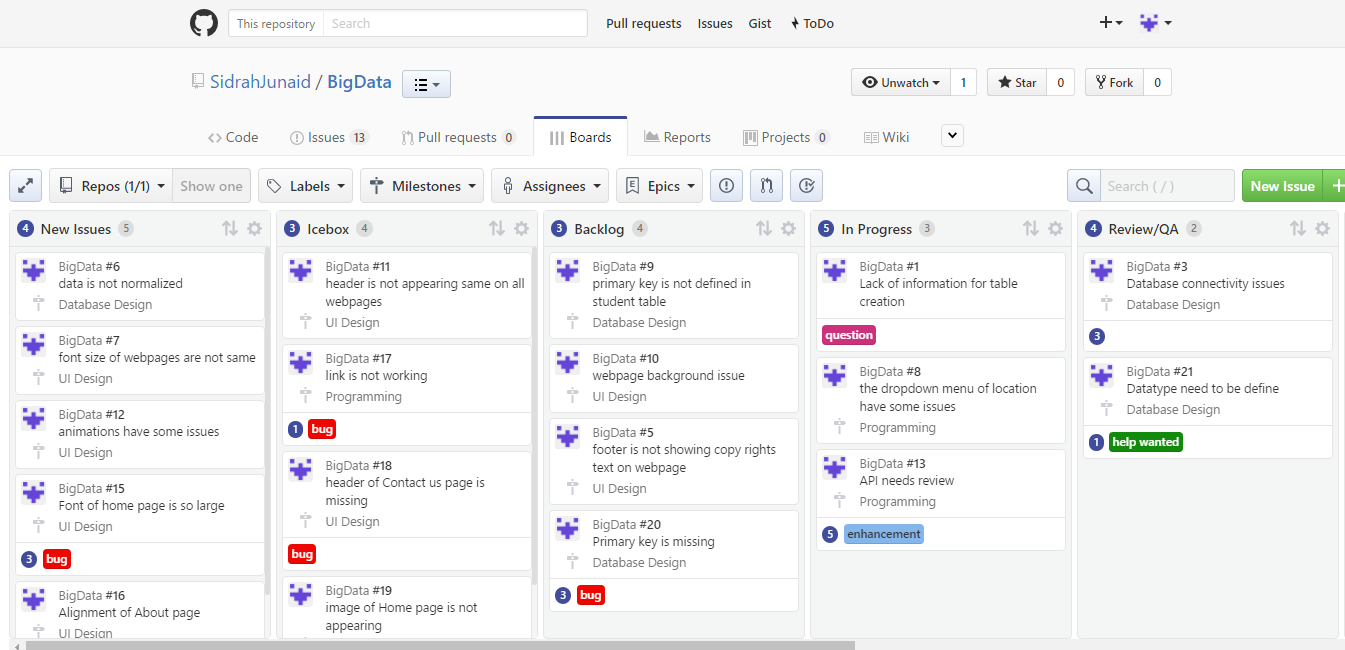 This repository Search Pull requests Issues Gist ToDo
SidrahJunaid / BigData Unwatch 1 Star 0 Fork 0
Code Issues 13 Pull requests 0 Boards Reports Projects 0 Wiki
Repos (1/1) Show one Labels Milestones Assignees Epics Search ( / ) New Issue
4 New Issues 5
BigData #6
data is not normalized
Database Design
BigData #7
font size of webpages are not same
UI Design
BigData #12
animations have some issues
UI Design
BigData #15
Font of home page is so large
UI Design
3 bug
BigData #16
Alignment of About page
UI Design
3 Icebox 4
BigData #11
header is not appearing same on all
webpages
UI Design
BigData #17
link is not working
Programming
1 bug
BigData #18
header of Contact us page is
missing
UI Design
bug
BigData #19
image of Home page is not
appearing
3 Backlog 4
BigData #9
primary key is not defined in
student table
Database Design
BigData #10
webpage background issue
UI Design
BigData #5
footer is not showing copy rights
text on webpage
UI Design
BigData #20
Primary key is missing
Database Design
3 bug
5 In Progress 3
BigData #1
Lack of information for table
creation
question
BigData #8
the dropdown menu of location
have some issues
Programming
BigData #13
API needs review
Programming
5 enhancement
4 Review/QA 2
BigData #3
Database connectivity issues
Database Design
3
BigData #21
Datatype need to be define
Database Design
1 help wanted